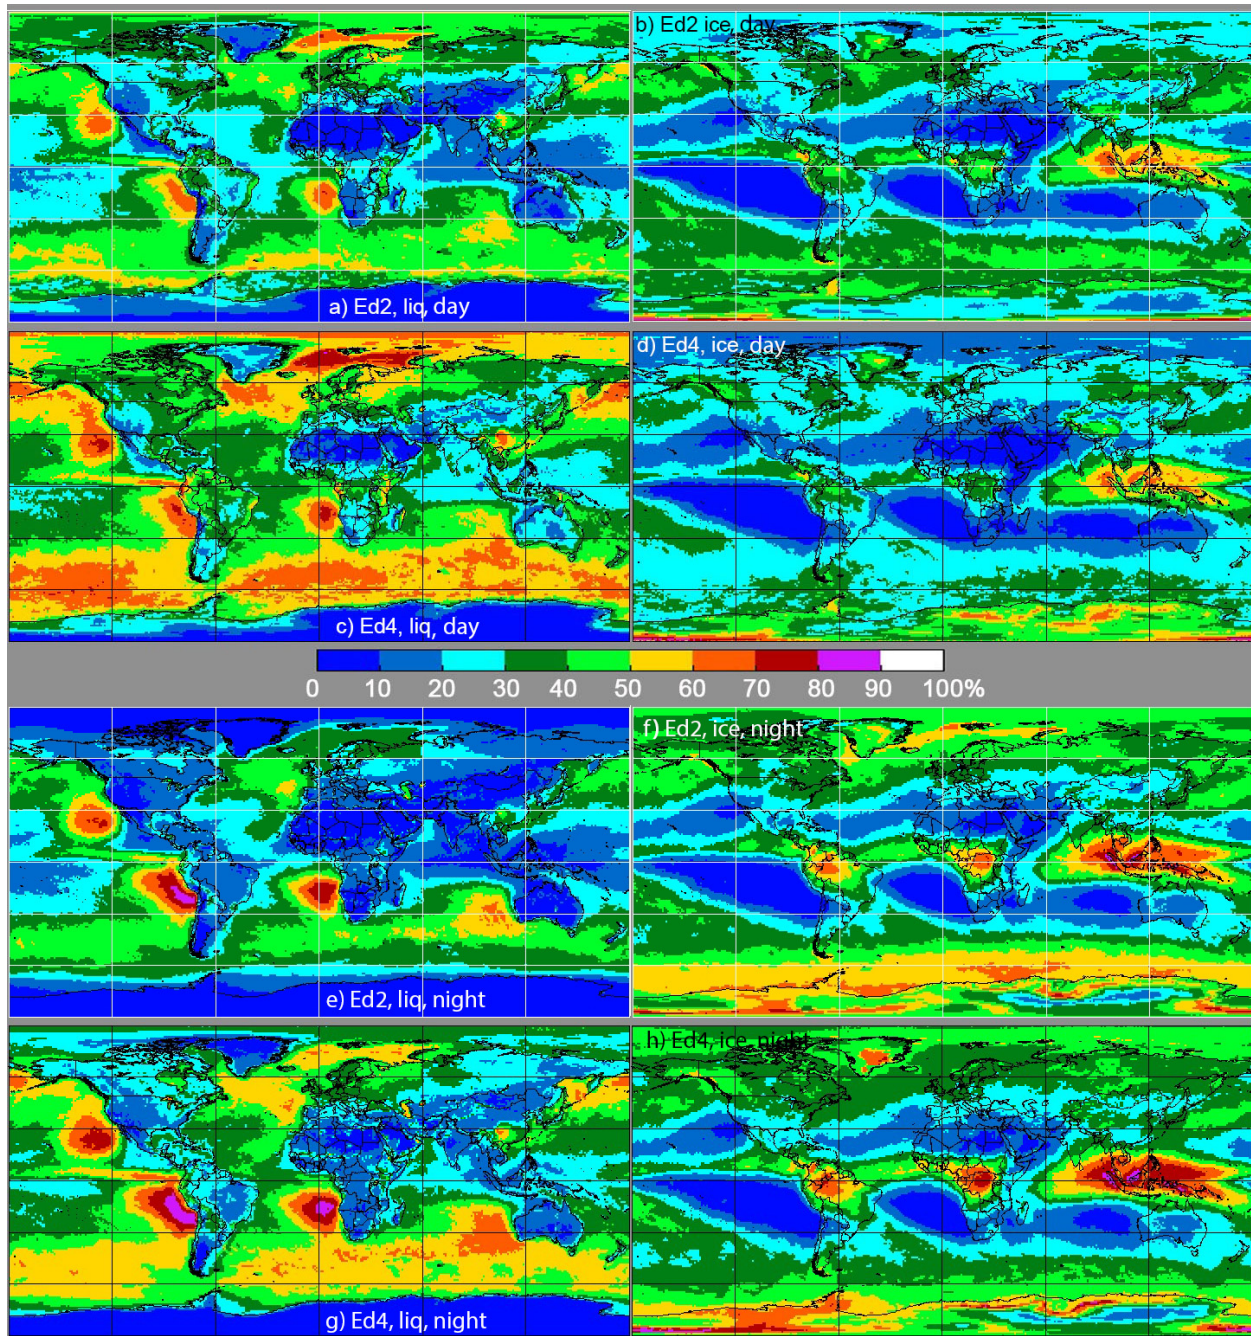 b) Ed2 ice, day
a) Ed2, liq, day
d) Ed4, ice, day
c) Ed4, liq, day
0 10 20 30 40 50 60 70 80 90 100%
f) Ed2, ice, night
e) Ed2, liq, night
h) Ed4, ice, night
g) Ed4, liq, night